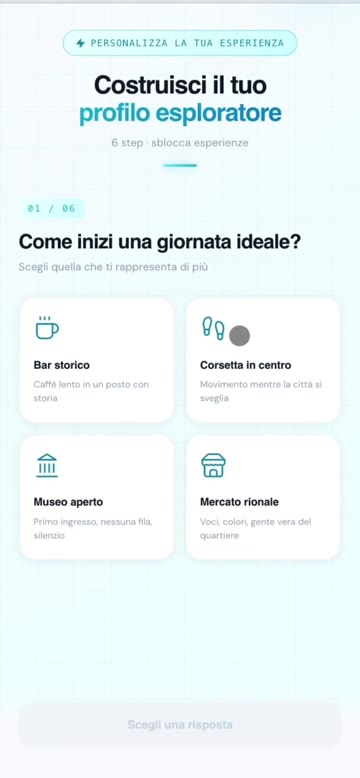 PERSONALIZZA LA TUA ESPERIENZA
Costruisci il tuo
profilo esploratore
6 step · sblocca esperienze
01 / 06
Come inizi una giornata ideale?
Scegli quella che ti rappresenta di più
Bar storico
Caffè lento in un posto con
storia
Corsetta in centro
Movimento mentre la città si
sveglia
Museo aperto
Primo ingresso, nessuna fila,
silenzio
Mercato rionale
Voci, colori, gente vera del
quartiere
Scegli una risposta